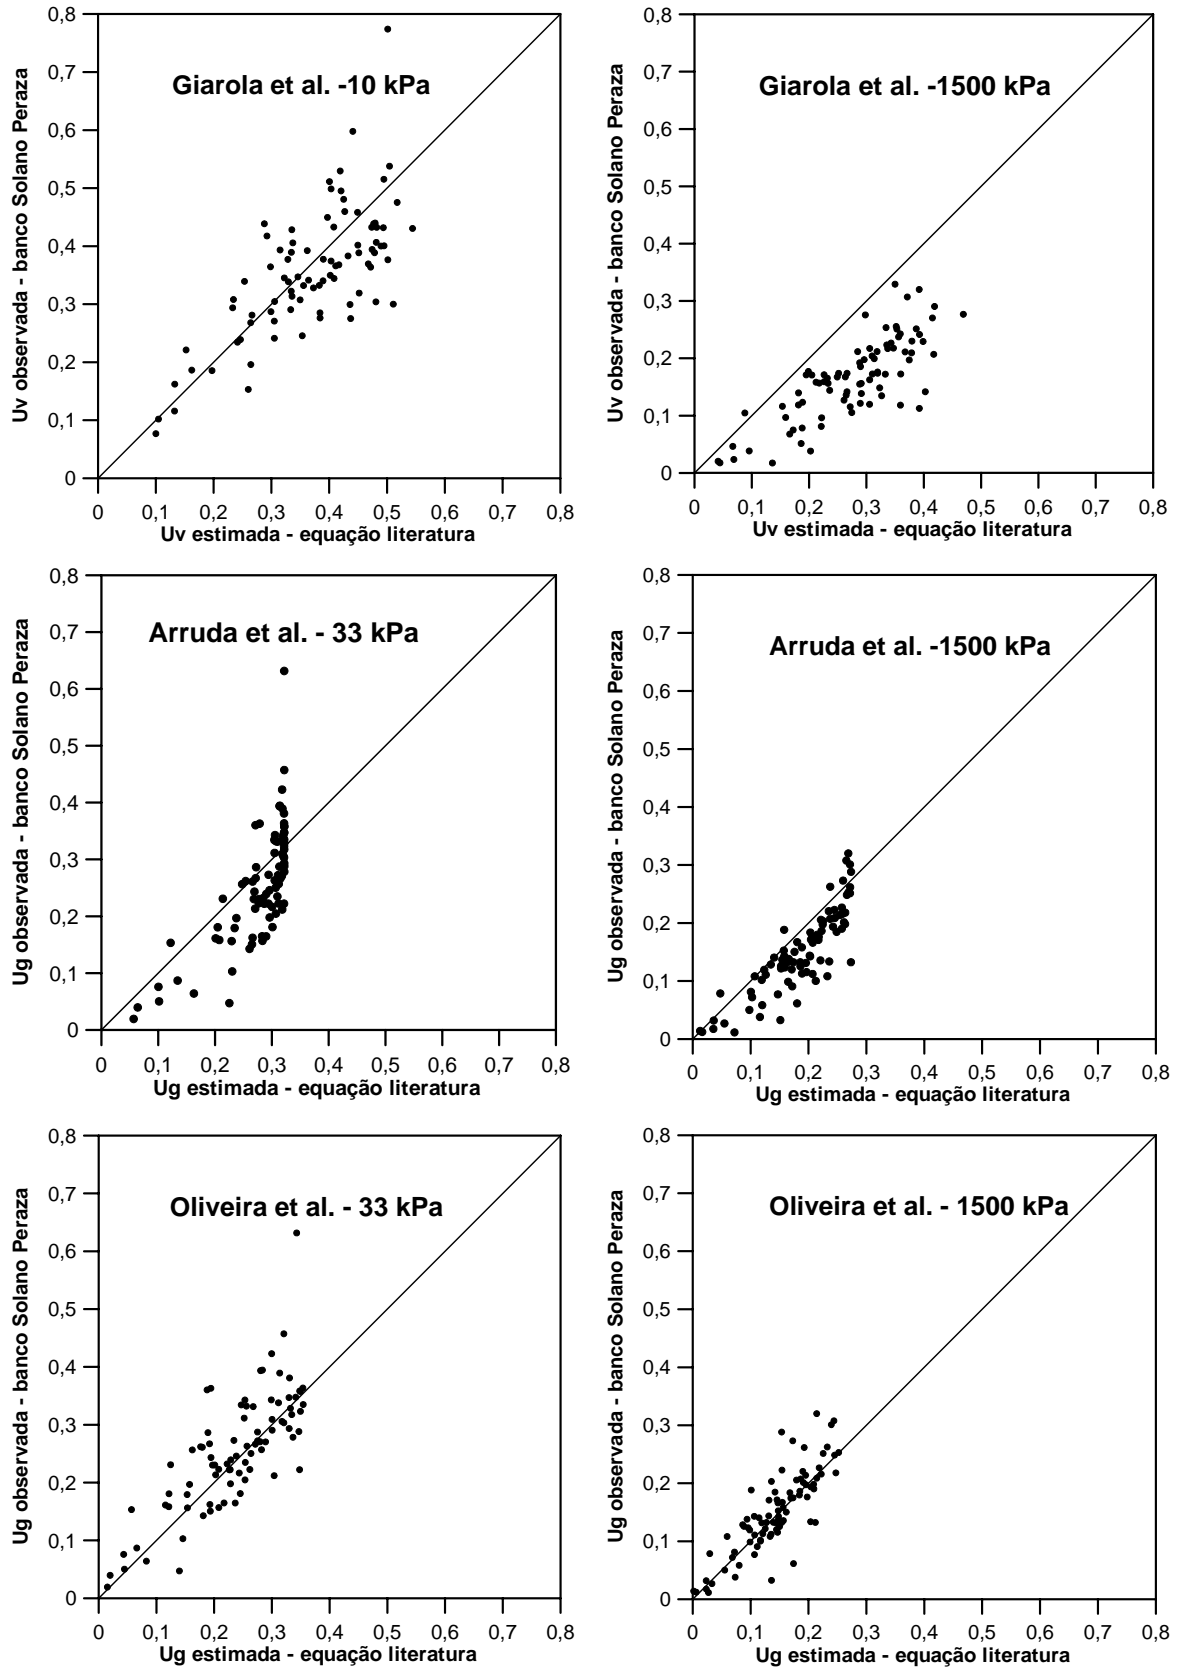 0,8
0,7
0,6
0,5
0,4
0,3
0,2
0,1
0
Uv observada - banco Solano Peraza
Giarola et al. -10 kPa
0 0,1 0,2 0,3 0,4 0,5 0,6 0,7 0,8
Uv estimada - equação literatura
0,8
0,7
0,6
0,5
0,4
0,3
0,2
0,1
0
Uv observada - banco Solano Peraza
Giarola et al. -1500 kPa
0 0,1 0,2 0,3 0,4 0,5 0,6 0,7 0,8
Uv estimada - equação literatura
0,8
0,7
0,6
0,5
0,4
0,3
0,2
0,1
0
Ug observada - banco Solano Peraza
Arruda et al. - 33 kPa
0 0,1 0,2 0,3 0,4 0,5 0,6 0,7 0,8
Ug estimada - equação literatura
0,8
0,7
0,6
0,5
0,4
0,3
0,2
0,1
0
Ug observada - banco Solano Peraza
Arruda et al. -1500 kPa
0 0,1 0,2 0,3 0,4 0,5 0,6 0,7 0,8
Ug estimada - equação literatura
0,8
0,7
0,6
0,5
0,4
0,3
0,2
0,1
0
Ug observada - banco Solano Peraza
Oliveira et al. - 33 kPa
0 0,1 0,2 0,3 0,4 0,5 0,6 0,7 0,8
Ug estimada - equação literatura
0,8
0,7
0,6
0,5
0,4
0,3
0,2
0,1
0
Ug observada - banco Solano Peraza
Oliveira et al. - 1500 kPa
0 0,1 0,2 0,3 0,4 0,5 0,6 0,7 0,8
Ug estimada - equação literatura